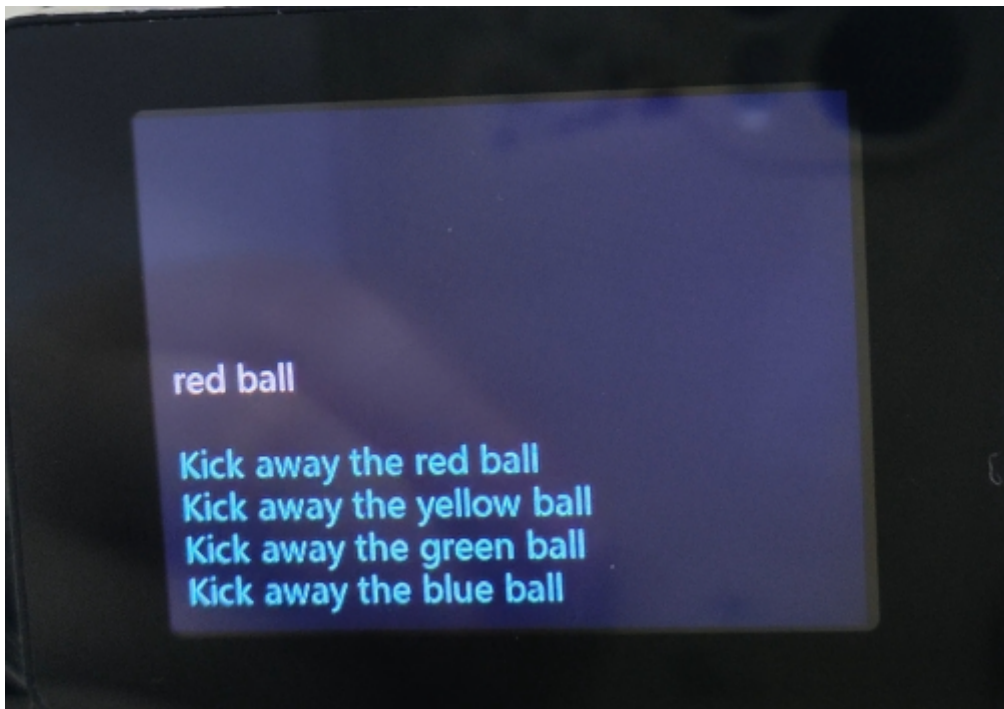 red ball
Kick away the red ball
Kick away the yellow ball
Kick away the green ball
Kick away the blue ball